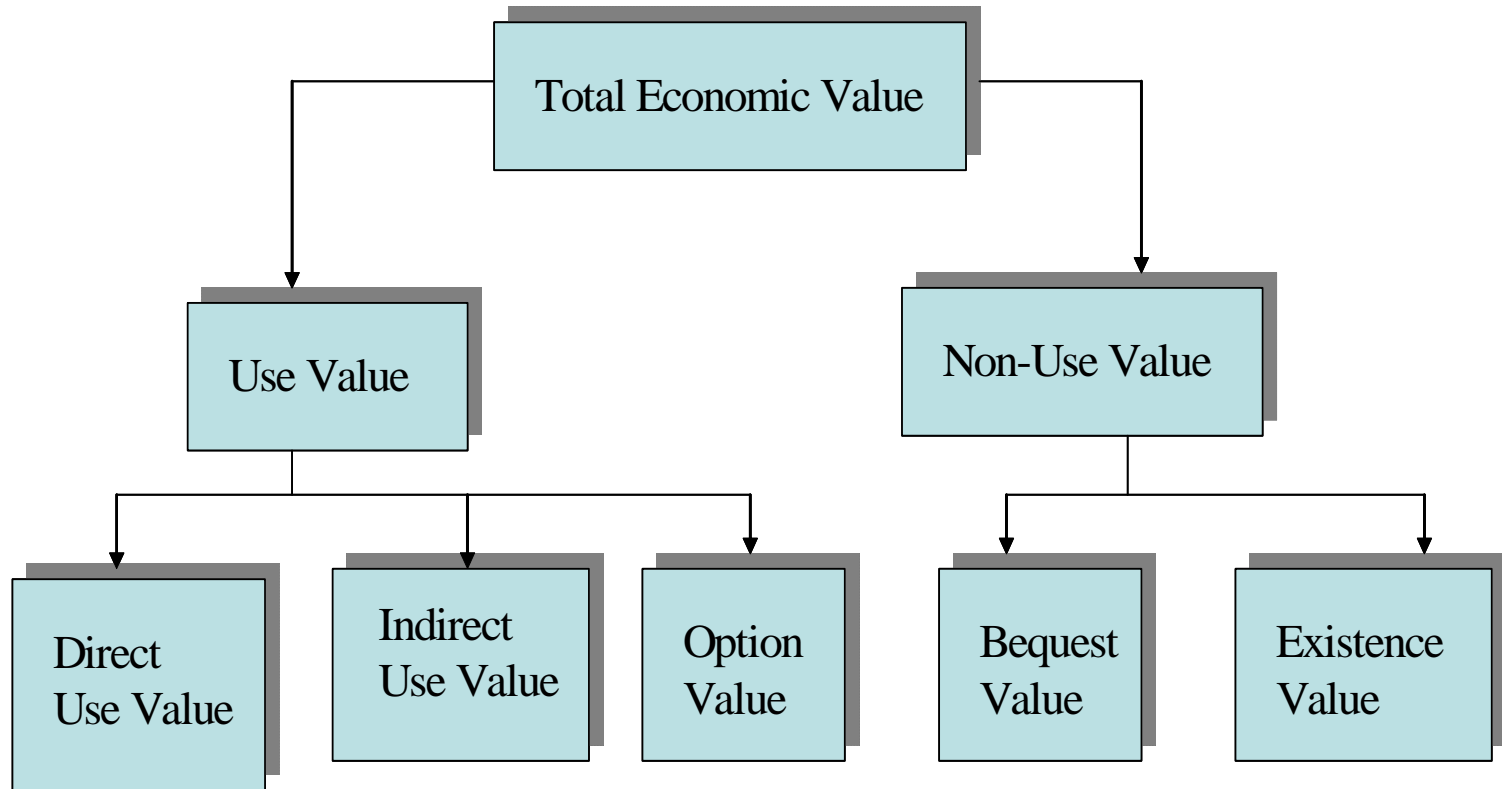 Total Economic Value
Use Value
Non-Use Value
Direct
Use Value
Indirect
Use Value
Option
Value
Bequest
Value
Existence
Value